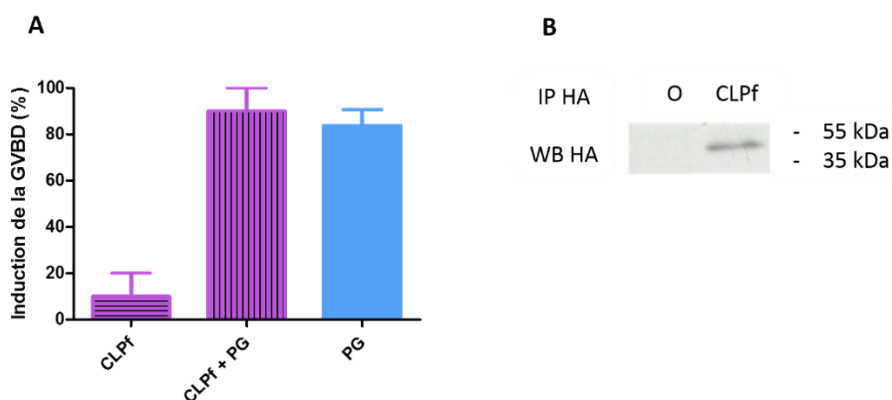 A
Induction de la GVBD (%)
100
80
60
40
20
0
CLPf
CLPf + PG
PG
B
IP HA O CLPf
WB HA
- 55 kDa
- 35 kDa